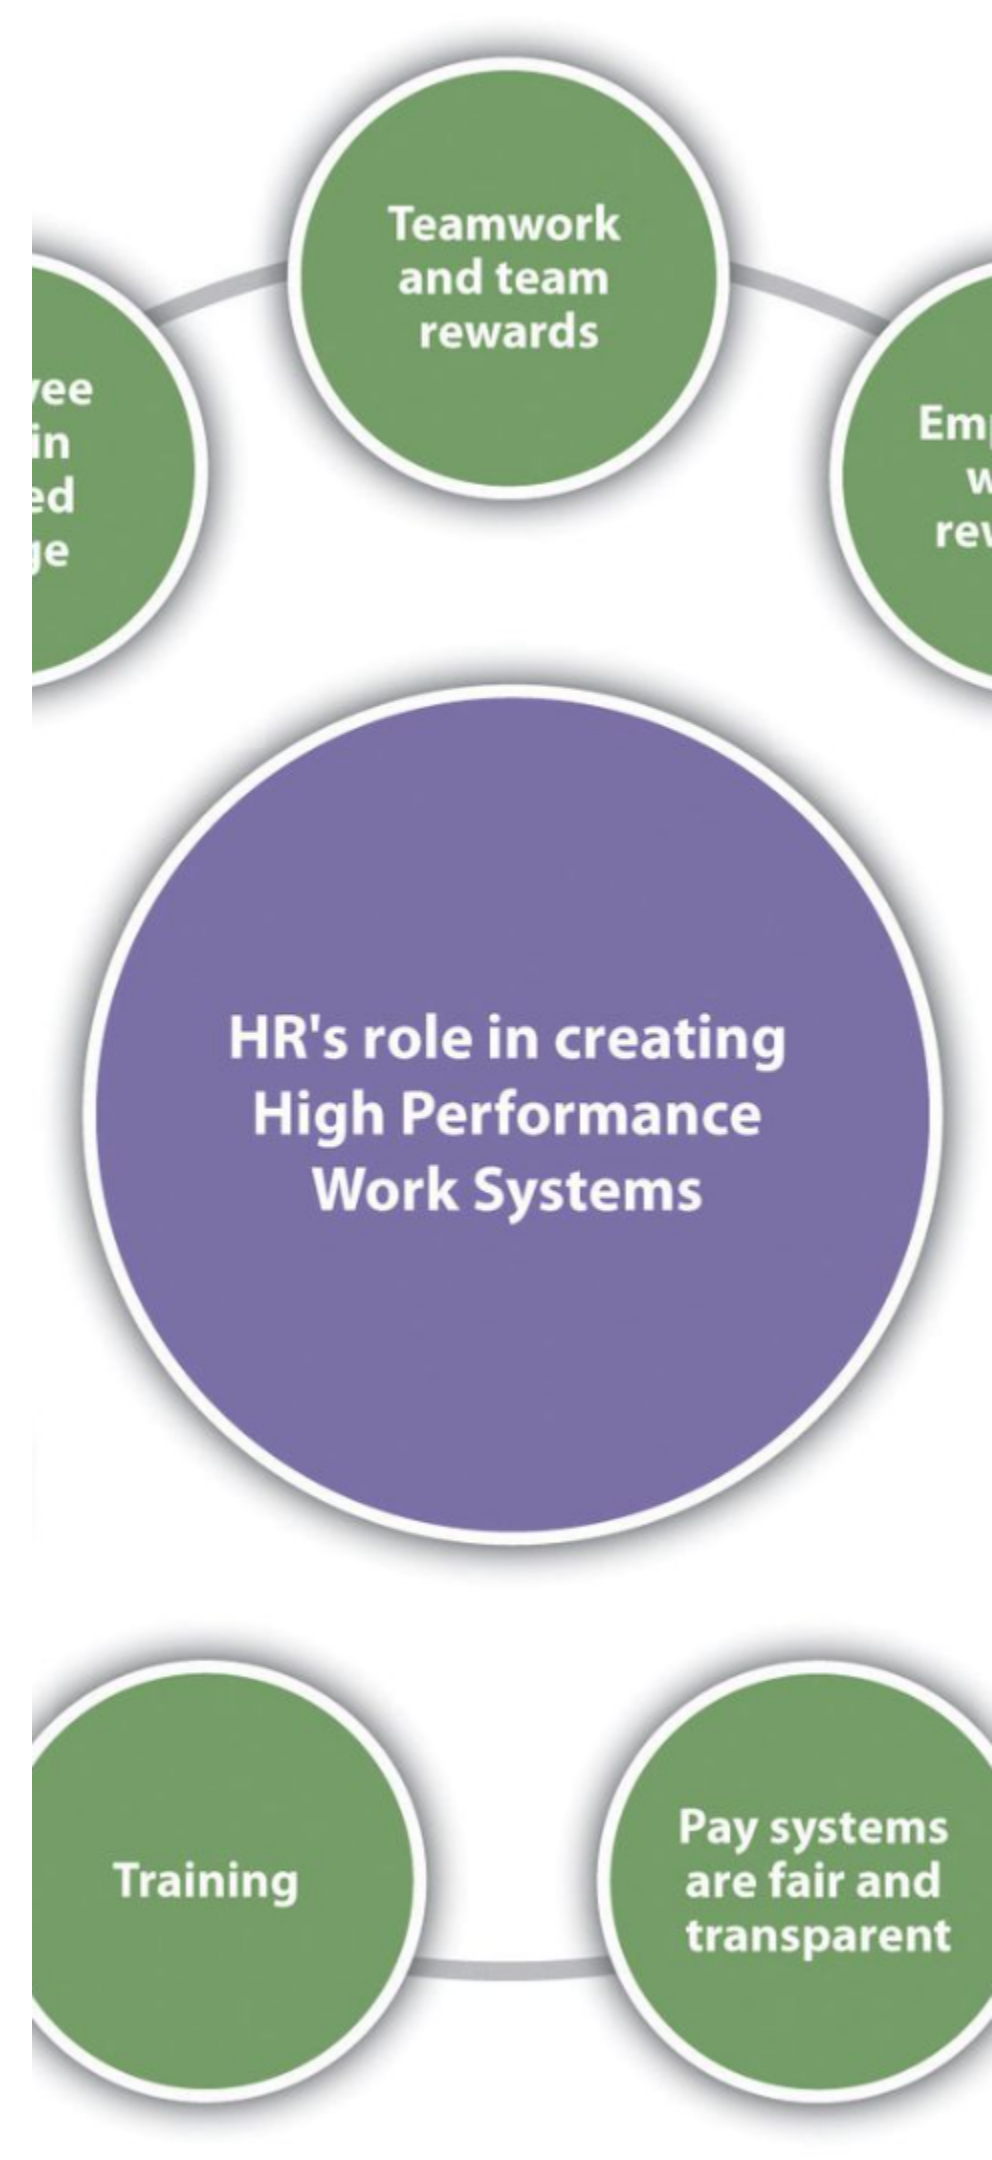 Teamwork
and team
rewards
in
HR's role in creating
High Performance
Work Systems
Training
Pay systems
are fair and
transparent